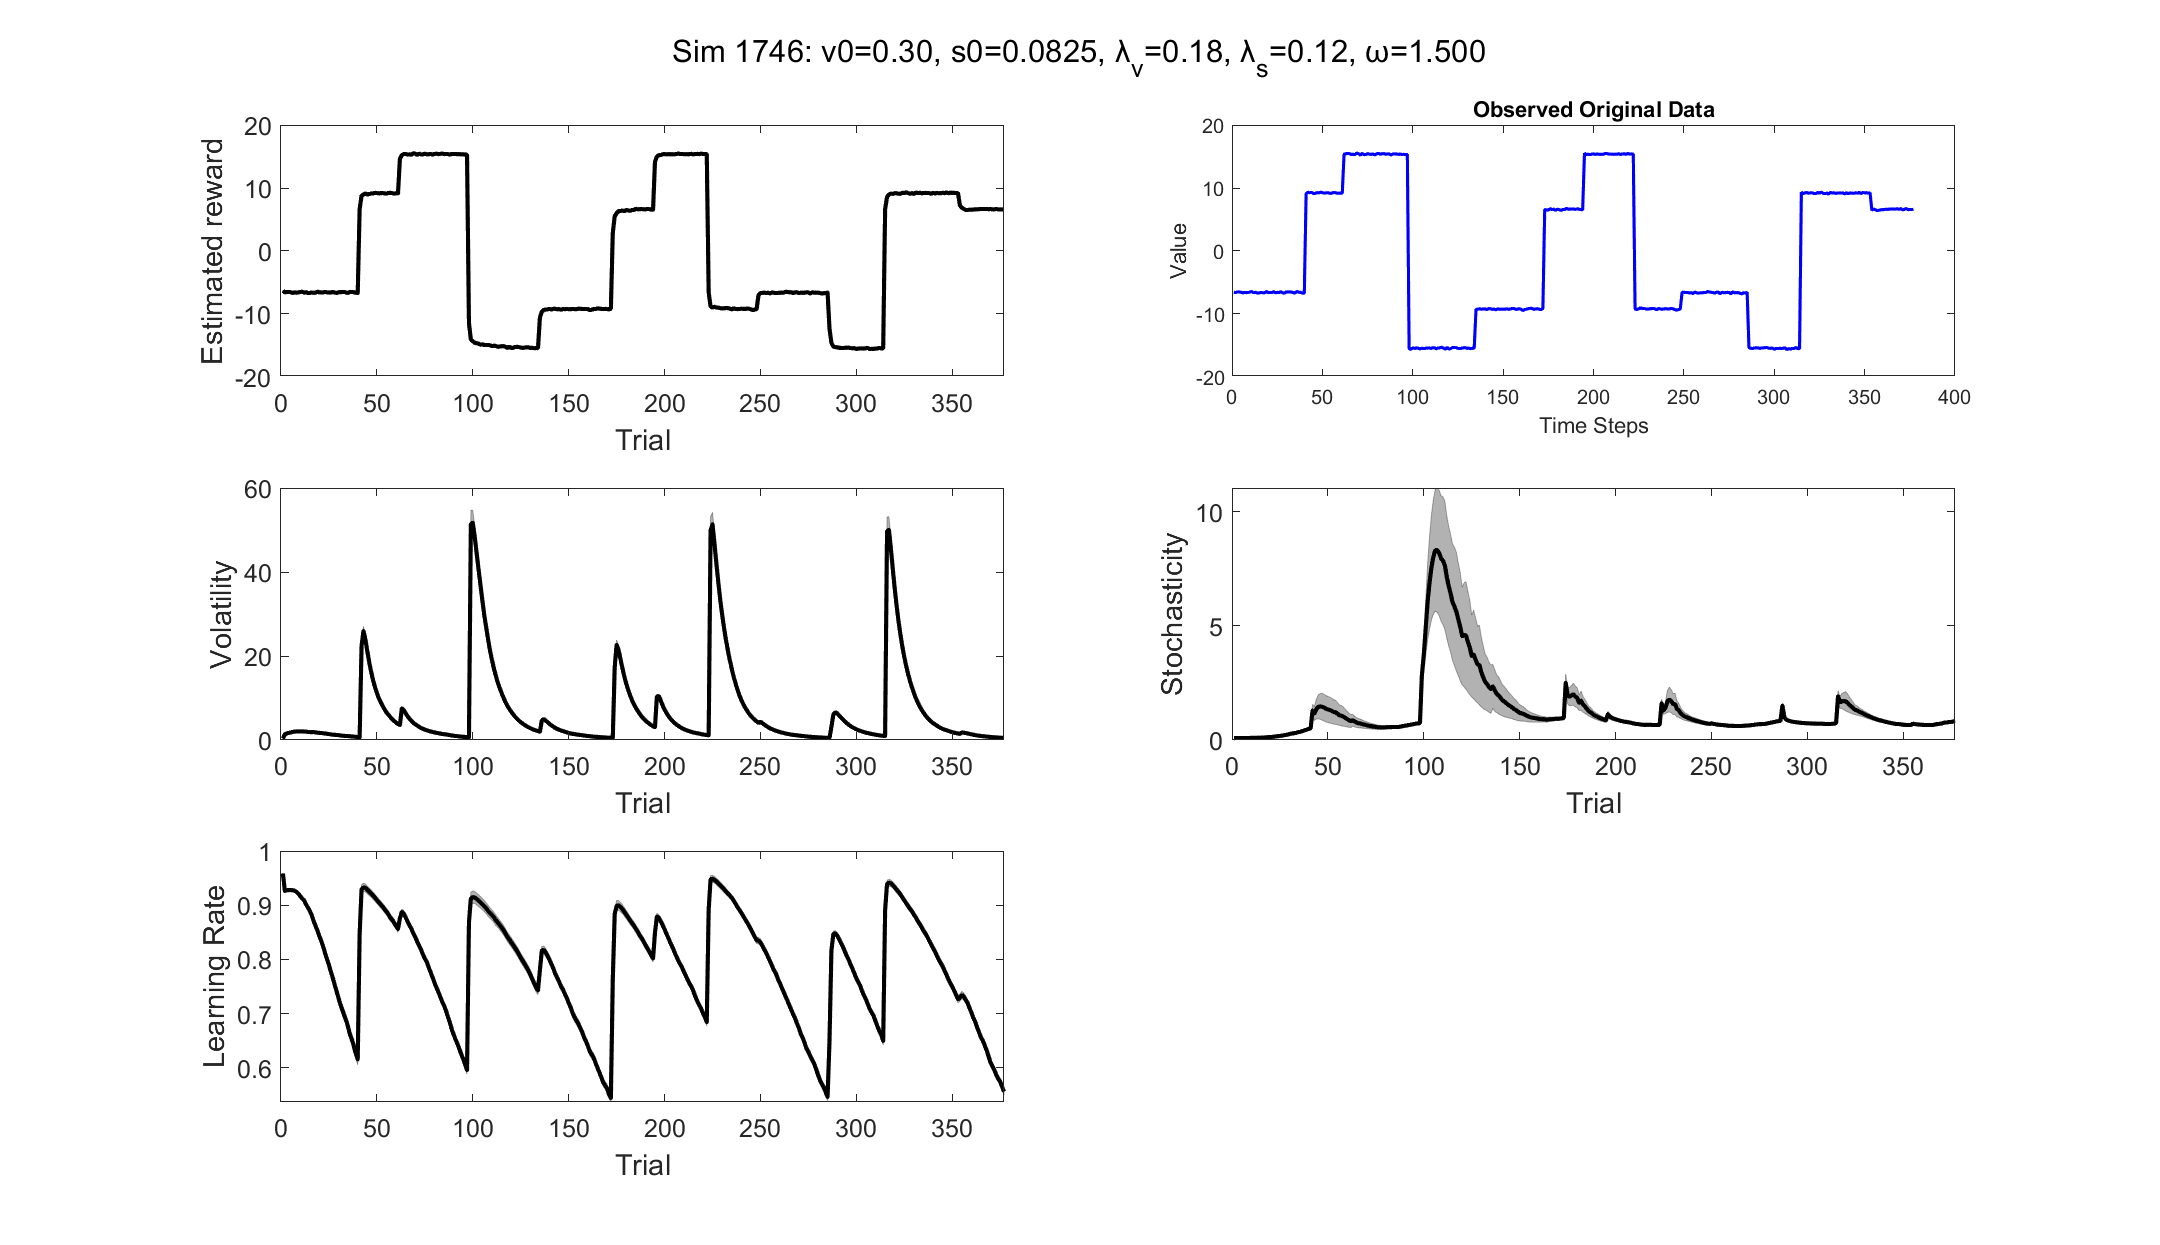 Sim 1746: v0=0.30, s0=0.0825, λv=0.18, λs=0.12, ω=1.500
20
10
0
-10
-20
0 50 100 150 200 250 300 350
Estimated reward
Trial
Observed Original Data
20
10
0
-10
-20
0 50 100 150 200 250 300 350 400
Value
Time Steps
60
40
20
0
0 50 100 150 200 250 300 350
Volatility
Trial
10
5
0
0 50 100 150 200 250 300 350
Stochasticity
Trial
1
0.9
0.8
0.7
0.6
0 50 100 150 200 250 300 350
Learning Rate
Trial